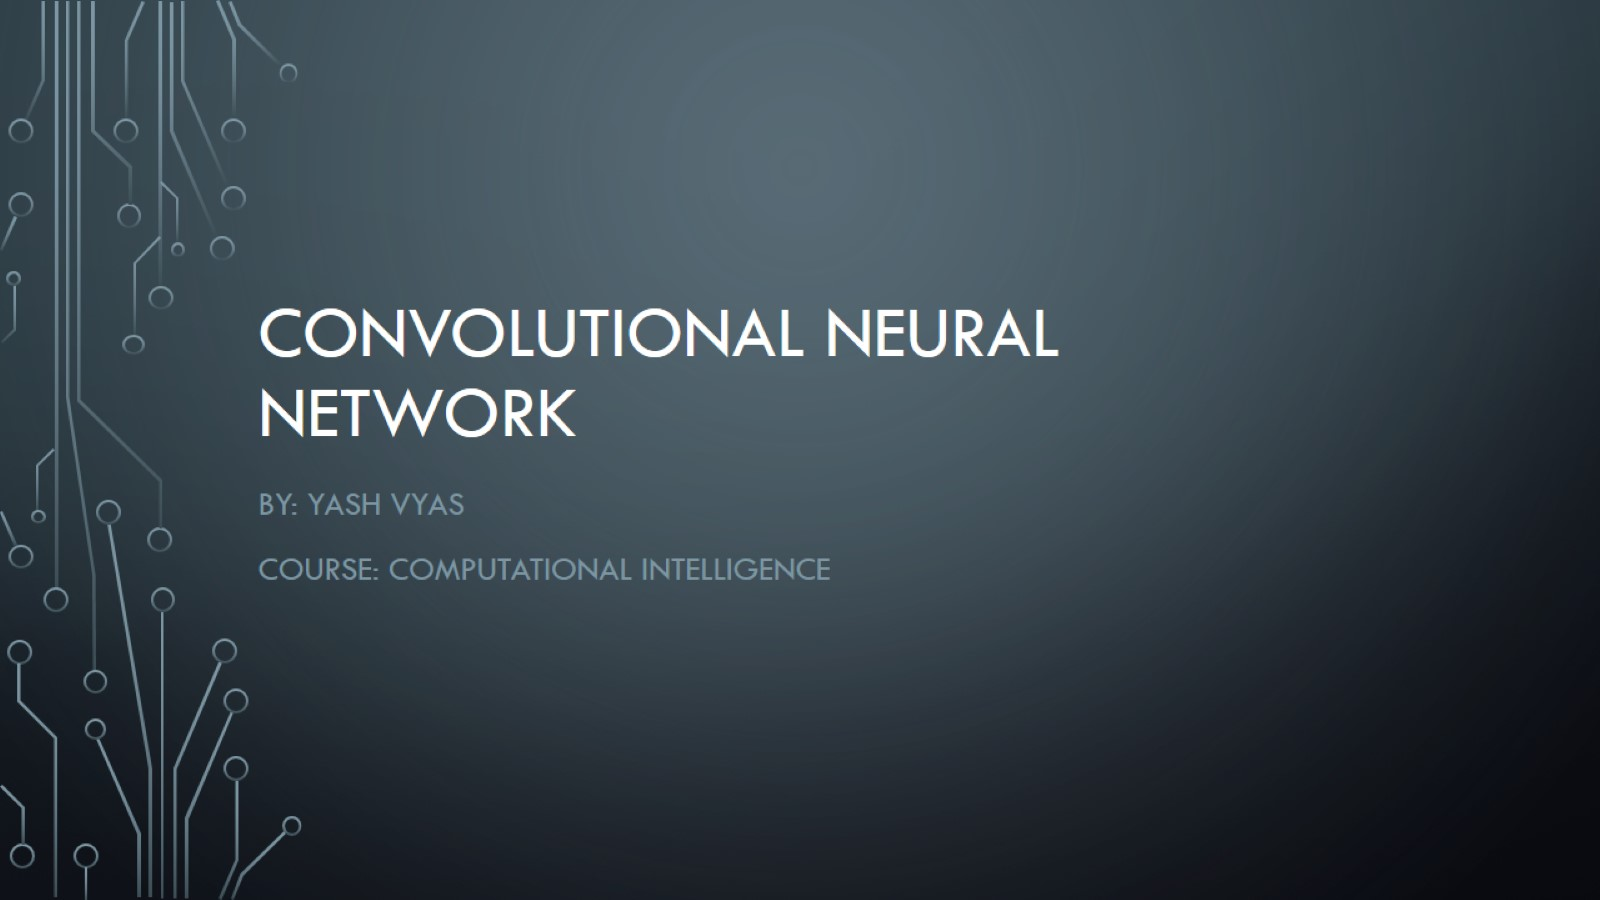 CONVOLUTIONAL NEURAL
NETWORK
BY: YASH VYAS
COURSE: COMPUTATIONAL INTELLIGENCE